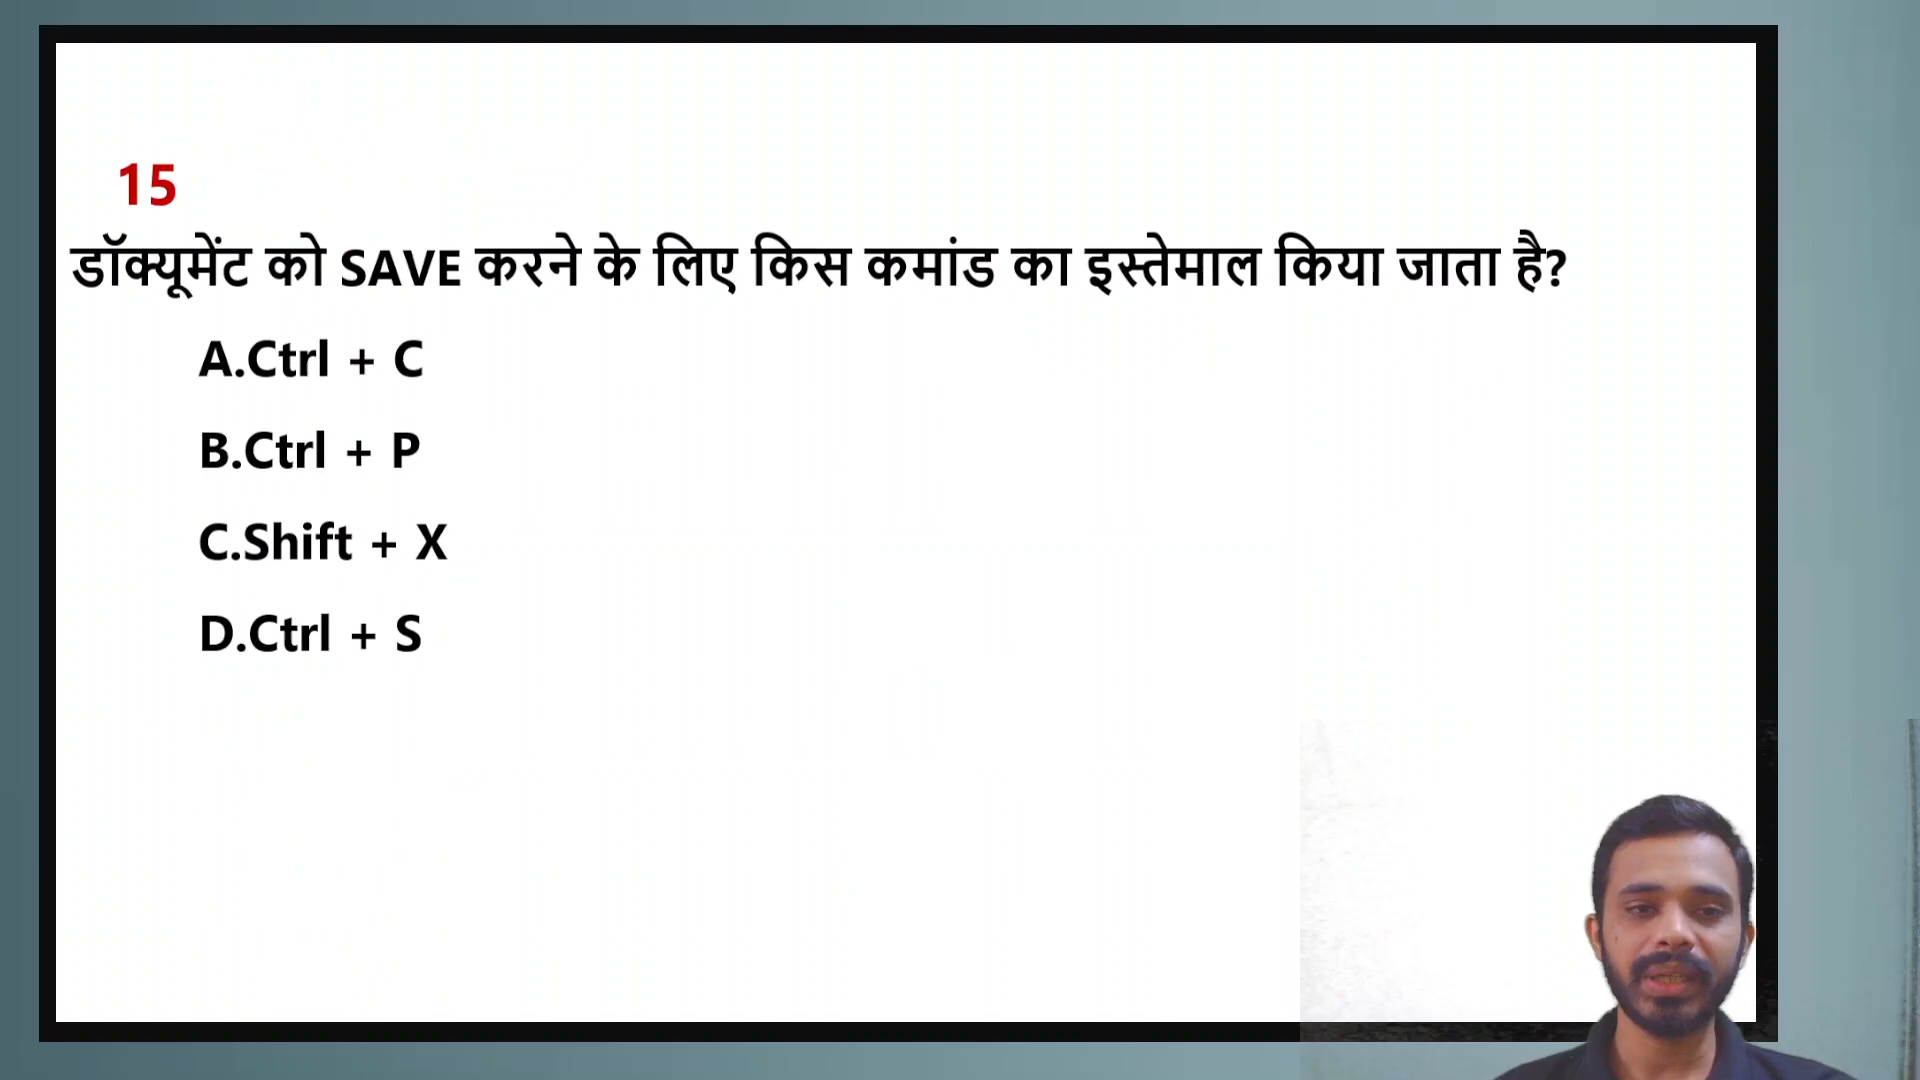 15
डॉक्यूमेंट को SAVE करने के लिए किस कमांड का इस्तेमाल किया जाता है?
A.Ctrl + C
B.Ctrl + P
C.Shift + X
D.Ctrl + S